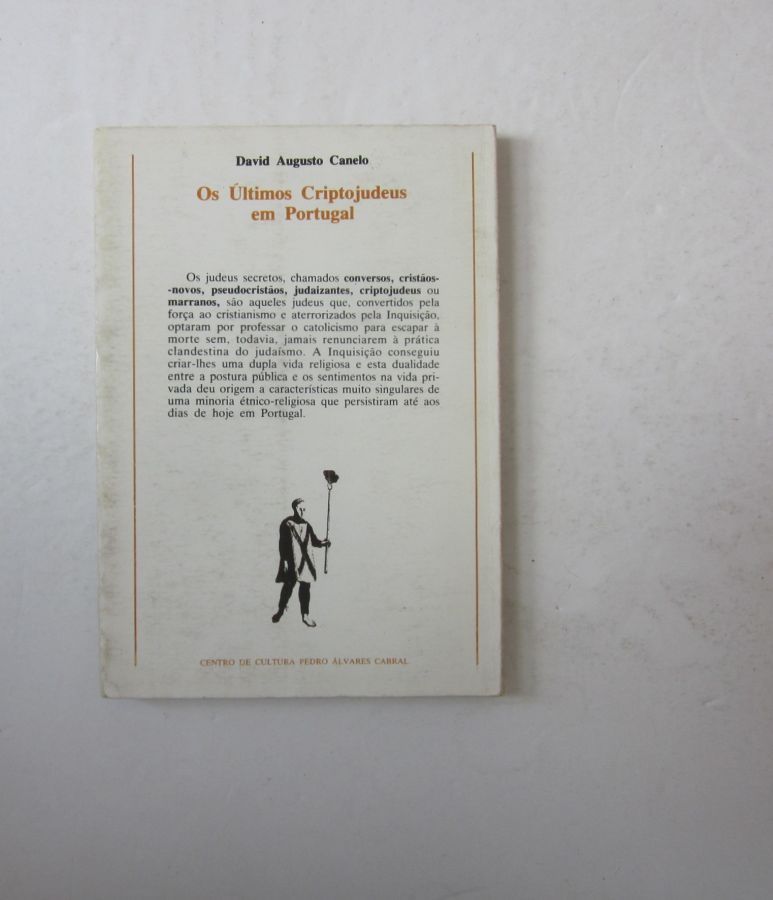 David Augusto Canelo
Os Últimos Criptojudeus
em Portugal
Os judeus secretos, chamados conversos, cristãos-
-novos, pseudocristãos, judaizantes, criptojudeus ou
marranos, são aqueles judeus que, convertidos pela
força ao cristianismo e aterrorizados pela Inquisição,
optaram por professar o catolicismo para escapar à
morte sem, todavia, jamais renunciarem à prática
clandestina do judaísmo. A Inquisição conseguiu
criar-lhes uma dupla vida religiosa e esta dualidade
entre a postura pública e os sentimentos na vida pri-
vada deu origem a características muito singulares de
uma minoria étnico-religiosa que persistiram até aos
dias de hoje em Portugal.
CENTRO DE CULTURA PEDRO ÁLVARES CABRAL